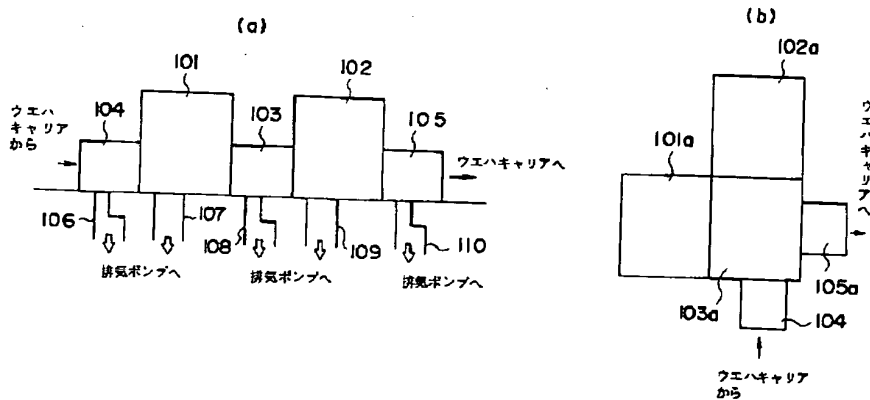 (a)
101
102
103
104
105
ウエハ
キャリア
から
ウエハキャリアへ
106
107
108
109
110
排気ポンプへ
排気ポンプへ
排気ポンプへ
(b)
102a
101a
ウエハキャリアへ
105a
103a
104
ウエハキャリア
から